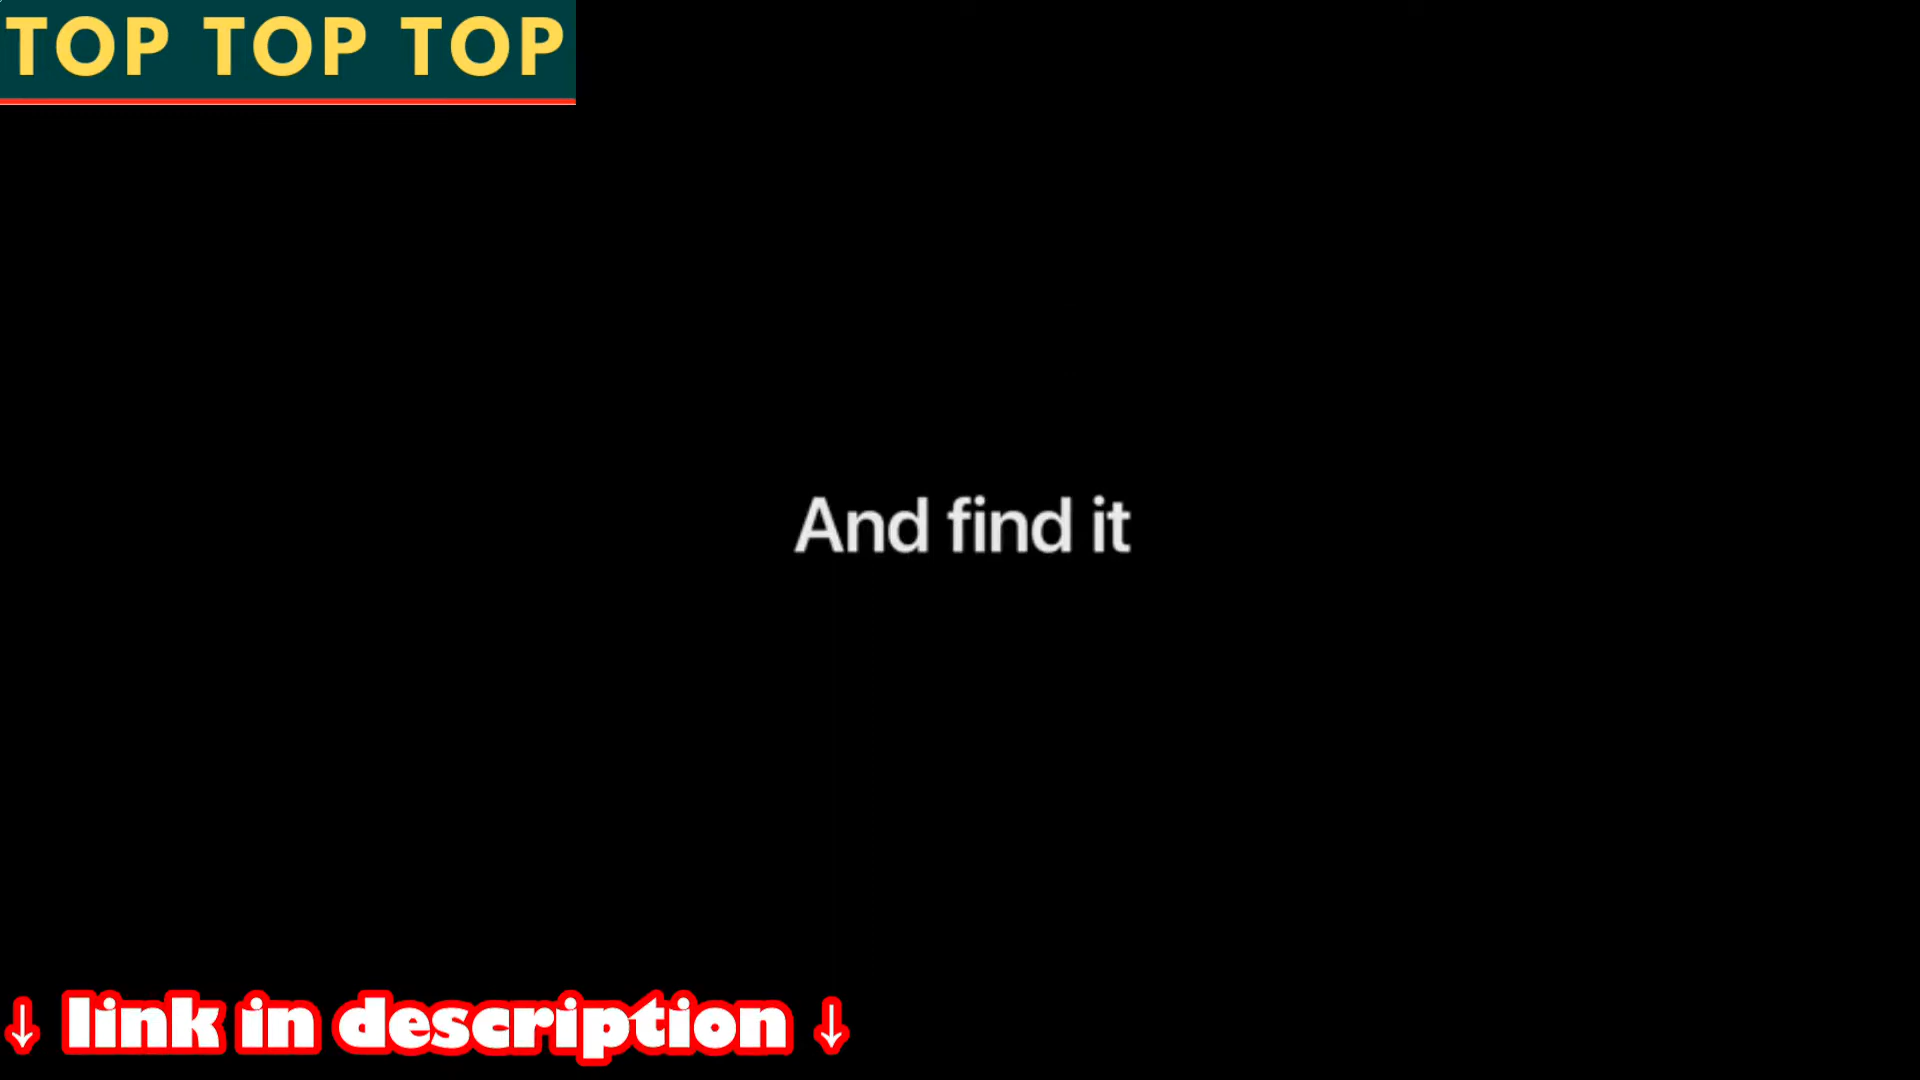 TOP TOP TOP
And find it
↓ link in description ↓